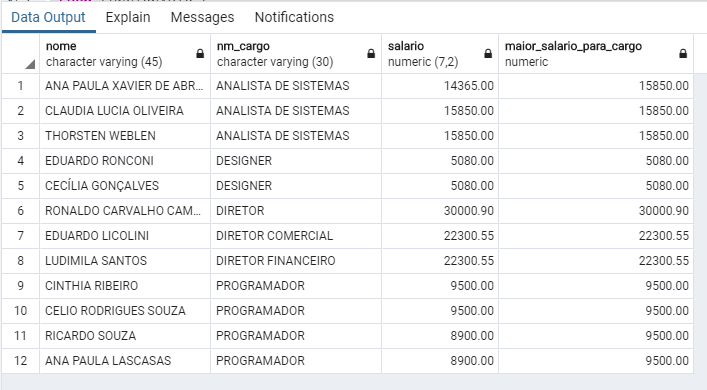 Data Output Explain Messages Notifications
nome nm_cargo salario maior_salario_para_cargo
character varying (45) character varying (30) numeric (7,2) numeric
1 ANA PAULA XAVIER DE ABR... ANALISTA DE SISTEMAS 14365.00 15850.00
2 CLAUDIA LUCIA OLIVEIRA ANALISTA DE SISTEMAS 15850.00 15850.00
3 THORSTEN WEBLEN ANALISTA DE SISTEMAS 15850.00 15850.00
4 EDUARDO RONCONI DESIGNER 5080.00 5080.00
5 CECÍLIA GONÇALVES DESIGNER 5080.00 5080.00
6 RONALDO CARVALHO CAM... DIRETOR 30000.90 30000.90
7 EDUARDO LICOLINI DIRETOR COMERCIAL 22300.55 22300.55
8 LUDIMILA SANTOS DIRETOR FINANCEIRO 22300.55 22300.55
9 CINTHIA RIBEIRO PROGRAMADOR 9500.00 9500.00
10 CELIO RODRIGUES SOUZA PROGRAMADOR 9500.00 9500.00
11 RICARDO SOUZA PROGRAMADOR 8900.00 9500.00
12 ANA PAULA LASCASAS PROGRAMADOR 8900.00 9500.00